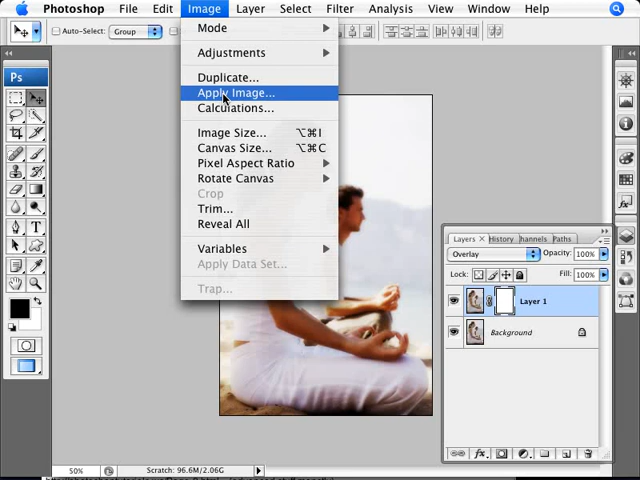 Photoshop File Edit Image Layer Select Filter Analysis View Window Help
Auto-Select: Group
Mode
Adjustments
Duplicate...
Apply Image...
Calculations...
Image Size... ⌥⌘I
Canvas Size... ⌥⌘C
Pixel Aspect Ratio
Rotate Canvas
Crop
Trim...
Reveal All
Variables
Apply Data Set...
Trap...
Ps
Layers × History hannels Paths
Overlay Opacity: 100%
Lock: Fill: 100%
Layer 1
Background
50% Scratch: 96.6M/2.06G